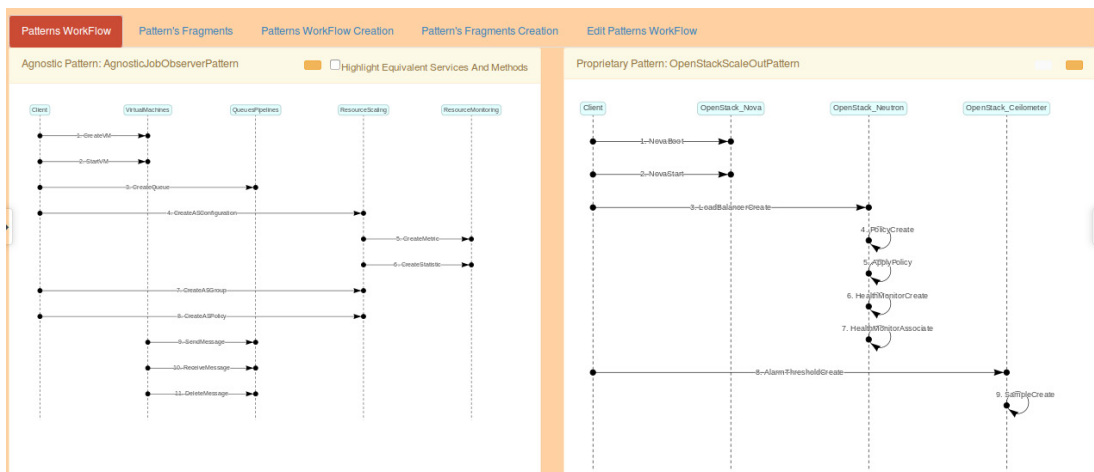 Patterns WorkFlow Pattern's Fragments Patterns WorkFlow Creation Pattern's Fragments Creation Edit Patterns WorkFlow
Agnostic Pattern: AgnosticJobObserverPattern Highlight Equivalent Services And Methods
Client VirtualMachines QueuesPipelines ResourceScaling ResourceMonitoring
1. CreateVM
2. StartVM
3. CreateQueue
4. CreateASConfiguration
5. CreateMetric
6. CreateStatistic
7. CreateASGroup
8. CreateASPolicy
9. SendMessage
10. ReceiveMessage
11. DeleteMessage
Proprietary Pattern: OpenStackScaleOutPattern
Client OpenStack_Nova OpenStack_Neutron OpenStack_Ceilometer
1. NovaBoot
2. NovaStart
3. LoadBalancerCreate
4. PolicyCreate
5. ApplyPolicy
6. HealthMonitorCreate
7. HealthMonitorAssociate
8. AlarmThresholdCreate
9. SampleCreate